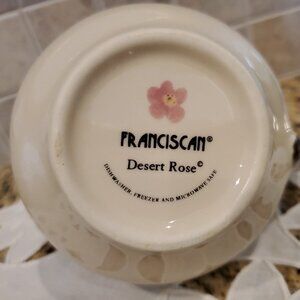 FRANCISCAN®
Desert Rose©
DISHWASHER, FREEZER AND MICROWAVE SAFE